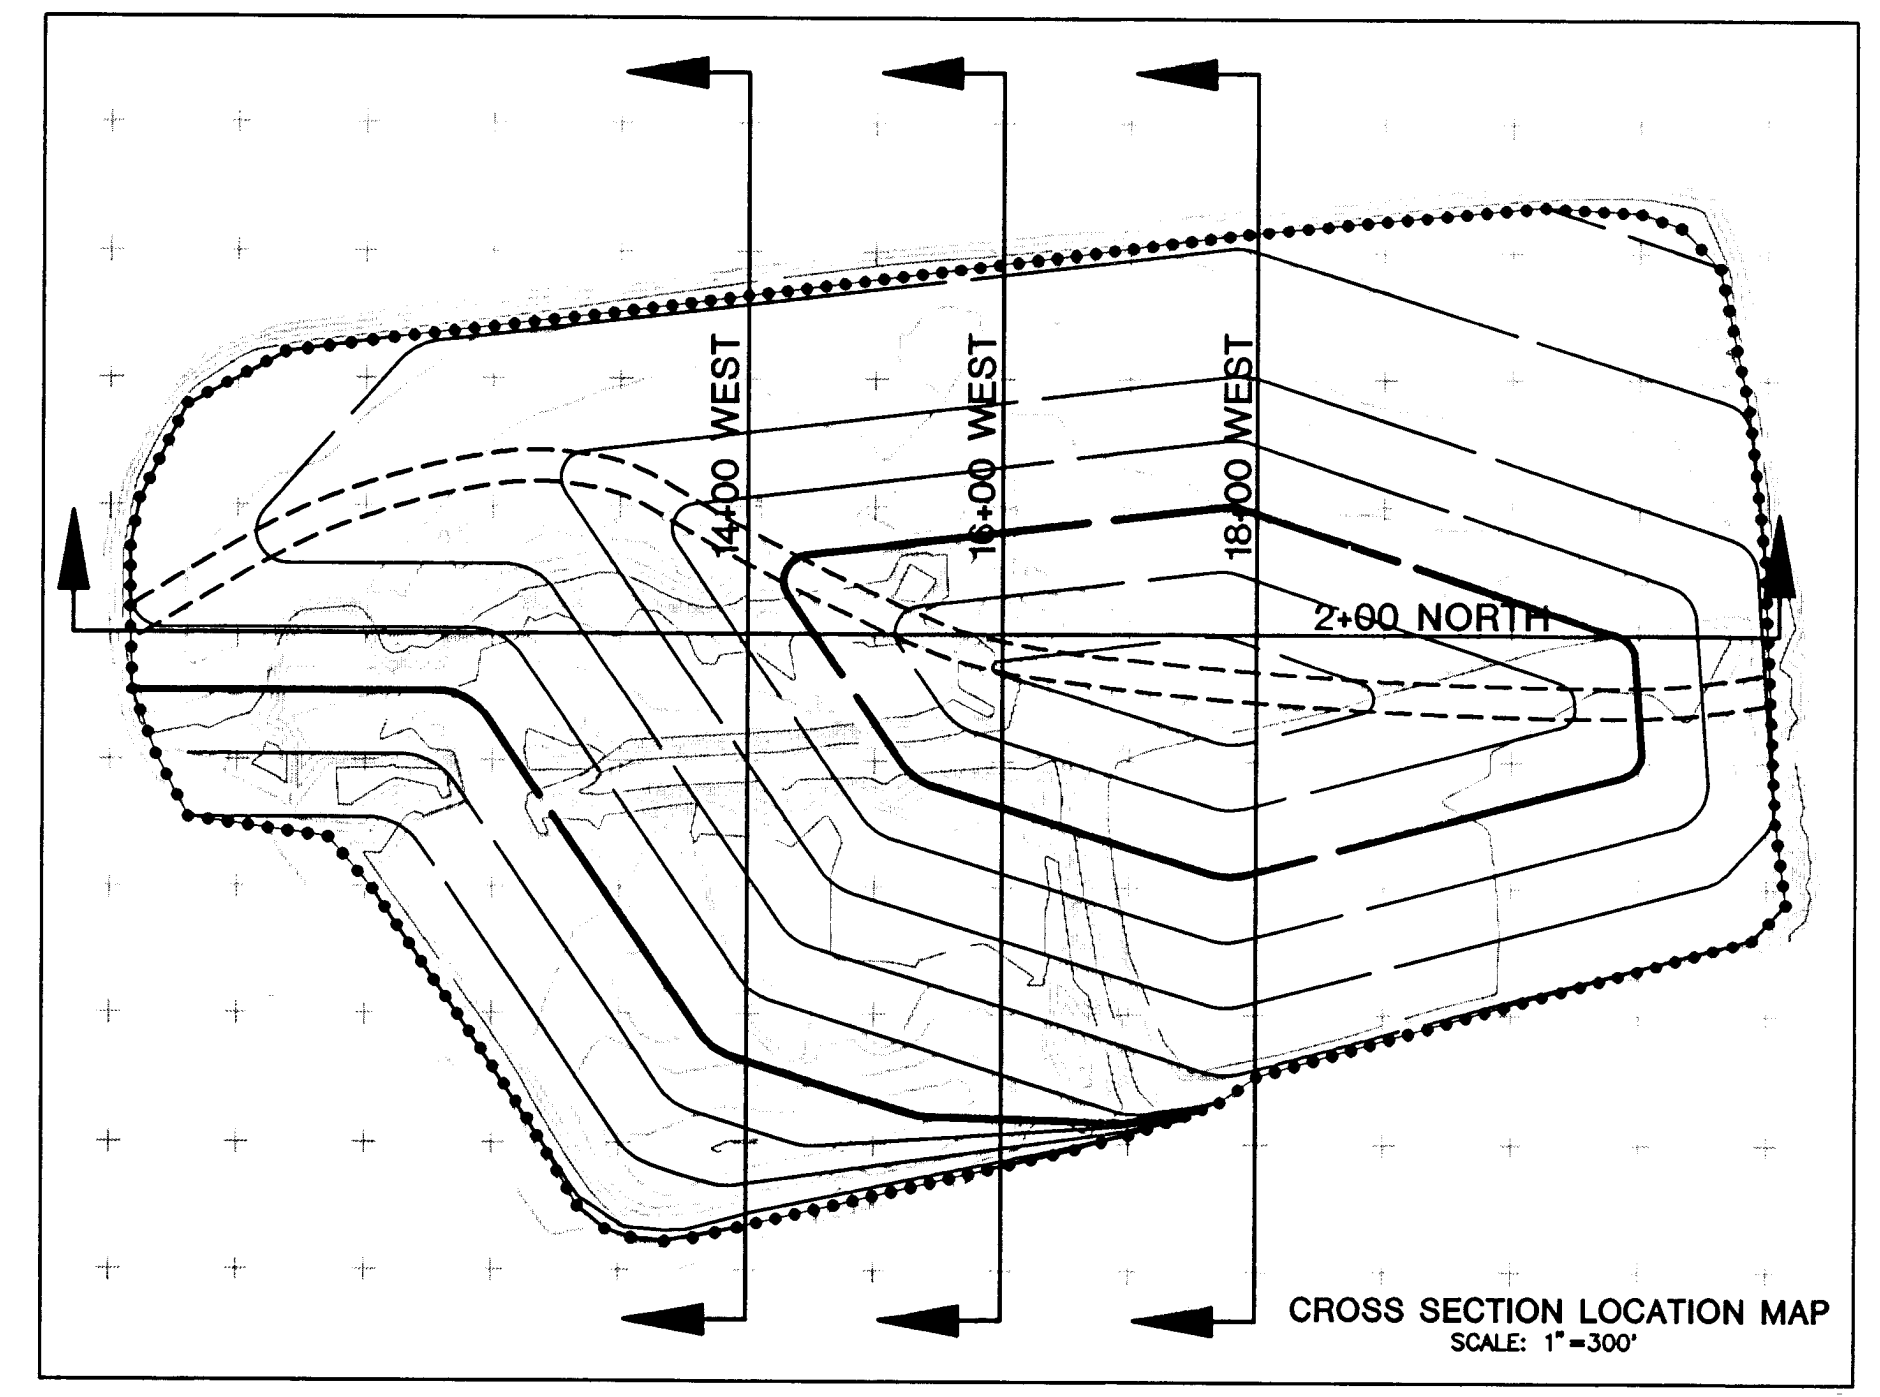 14+00 WEST
16+00 WEST
18+00 WEST
2+00 NORTH
CROSS SECTION LOCATION MAP
SCALE: 1"=300'